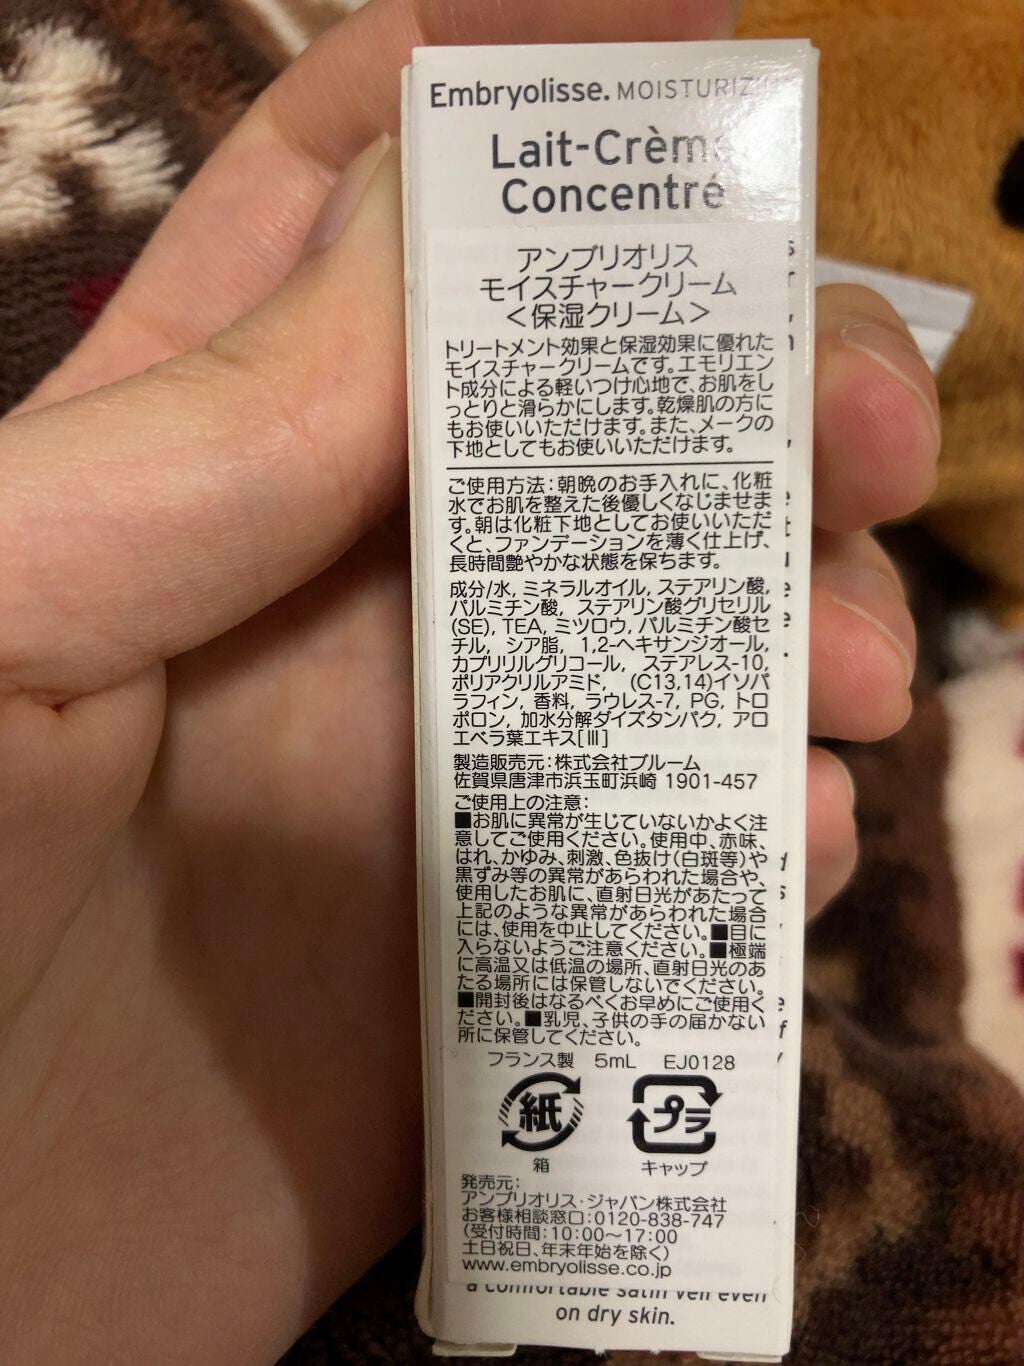 Embryolisse. MOISTURIZI
Lait-Crème
Concentré
アンブリオリス
モイスチャークリーム
＜保湿クリーム＞
トリートメント効果と保湿効果に優れた
モイスチャークリームです。エモリエン
ト成分による軽いつけ心地で、お肌をし
っとりと滑らかにします。乾燥肌の方に
もお使いいただけます。また、メークの
下地としてもお使いいただけます。
ご使用方法：朝晩のお手入れに、化粧
水でお肌を整えた後優しくなじませま
す。朝は化粧下地としてお使いいただ
くと、ファンデーションを薄く仕上げ、
長時間艶やかな状態を保ちます。
成分/水, ミネラルオイル, ステアリン酸,
パルミチン酸, ステアリン酸グリセリル
(SE), TEA, ミツロウ, パルミチン酸セ
チル, シア脂, 1,2-ヘキサンジオール,
カプリリルグリコール, ステアレス-10,
ポリアクリルアミド, (C13,14)イソパ
ラフィン, 香料, ラウレス-7, PG, トロ
ポロン, 加水分解ダイズタンパク, アロ
エベラ葉エキス[Ⅲ]
製造販売元：株式会社ブルーム
佐賀県唐津市浜玉町浜崎 1901-457
ご使用上の注意：
■お肌に異常が生じていないかよく注
意してご使用ください。使用中、赤味、
はれ、かゆみ、刺激、色抜け(白斑等)や
黒ずみ等の異常があらわれた場合や、
使用したお肌に、直射日光があたって
上記のような異常があらわれた場合
には、使用を中止してください。■目に
入らないようご注意ください。■極端
に高温又は低温の場所、直射日光のあ
たる場所には保管しないでください。
■開封後はなるべくお早めにご使用く
ださい。■乳児、子供の手の届かない
所に保管してください。
フランス製 5mL EJ0128
紙 プラ
箱 キャップ
発売元：
アンブリオリス・ジャパン株式会社
お客様相談窓口：0120-838-747
(受付時間：10:00～17:00
土日祝日、年末年始を除く)
www.embryolisse.co.jp
a comfortable satin veil even
on dry skin.